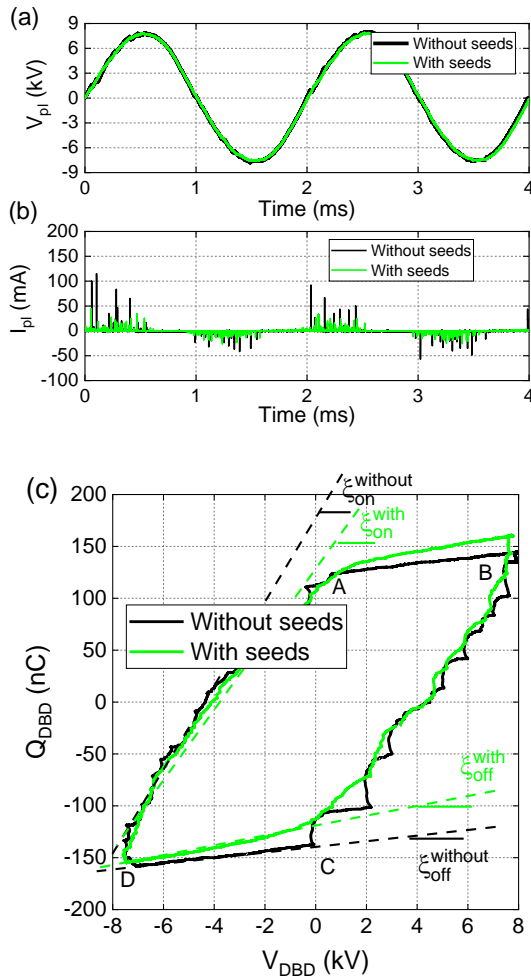 (a)
9
6
3
0
-3
-6
-9
V_pl (kV)
Without seeds
With seeds
0 1 2 3 4
Time (ms)
(b)
200
150
100
50
0
-50
-100
I_pl (mA)
Without seeds
With seeds
0 1 2 3 4
Time (ms)
(c)
200
150
100
50
0
-50
-100
-150
-200
Q_DBD (nC)
ξ_on^without
ξ_on^with
A
B
Without seeds
With seeds
ξ_off^with
D
C
ξ_off^without
-8 -6 -4 -2 0 2 4 6 8
V_DBD (kV)